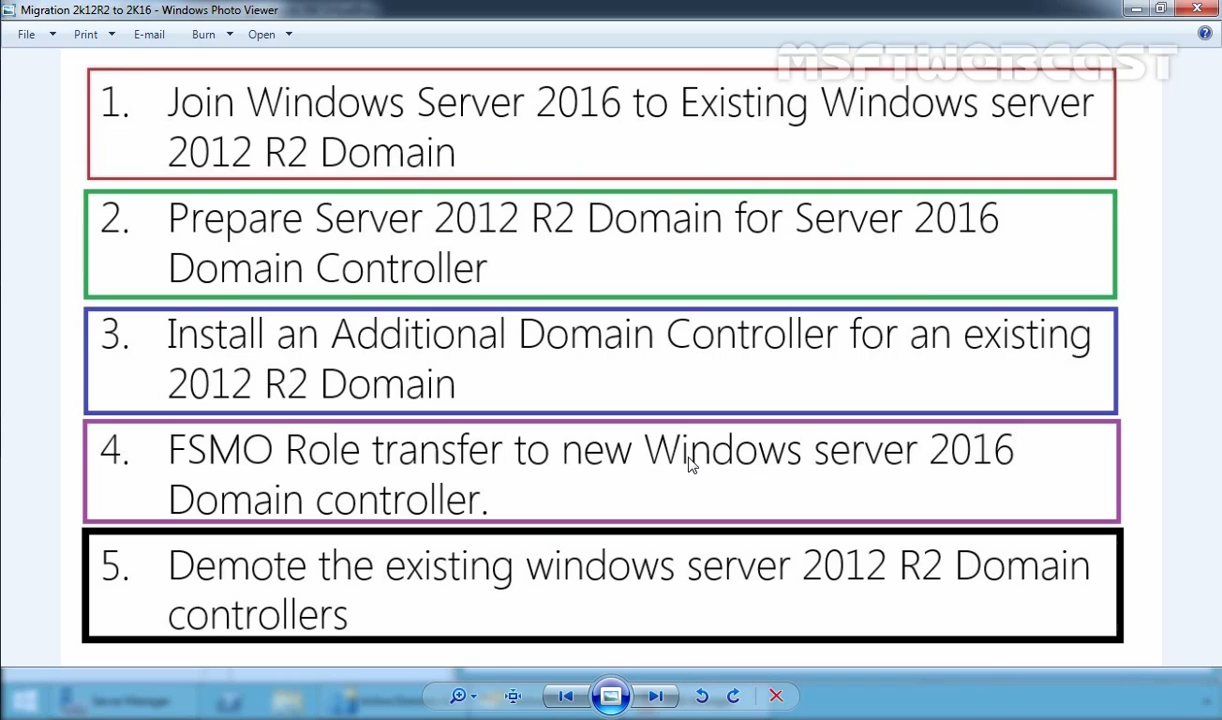 Migration 2k12R2 to 2K16 - Windows Photo Viewer
File Print E-mail Burn Open
MSFTWEBCAST
1. Join Windows Server 2016 to Existing Windows server
2012 R2 Domain
2. Prepare Server 2012 R2 Domain for Server 2016
Domain Controller
3. Install an Additional Domain Controller for an existing
2012 R2 Domain
4. FSMO Role transfer to new Windows server 2016
Domain controller.
5. Demote the existing windows server 2012 R2 Domain
controllers
Server Manager